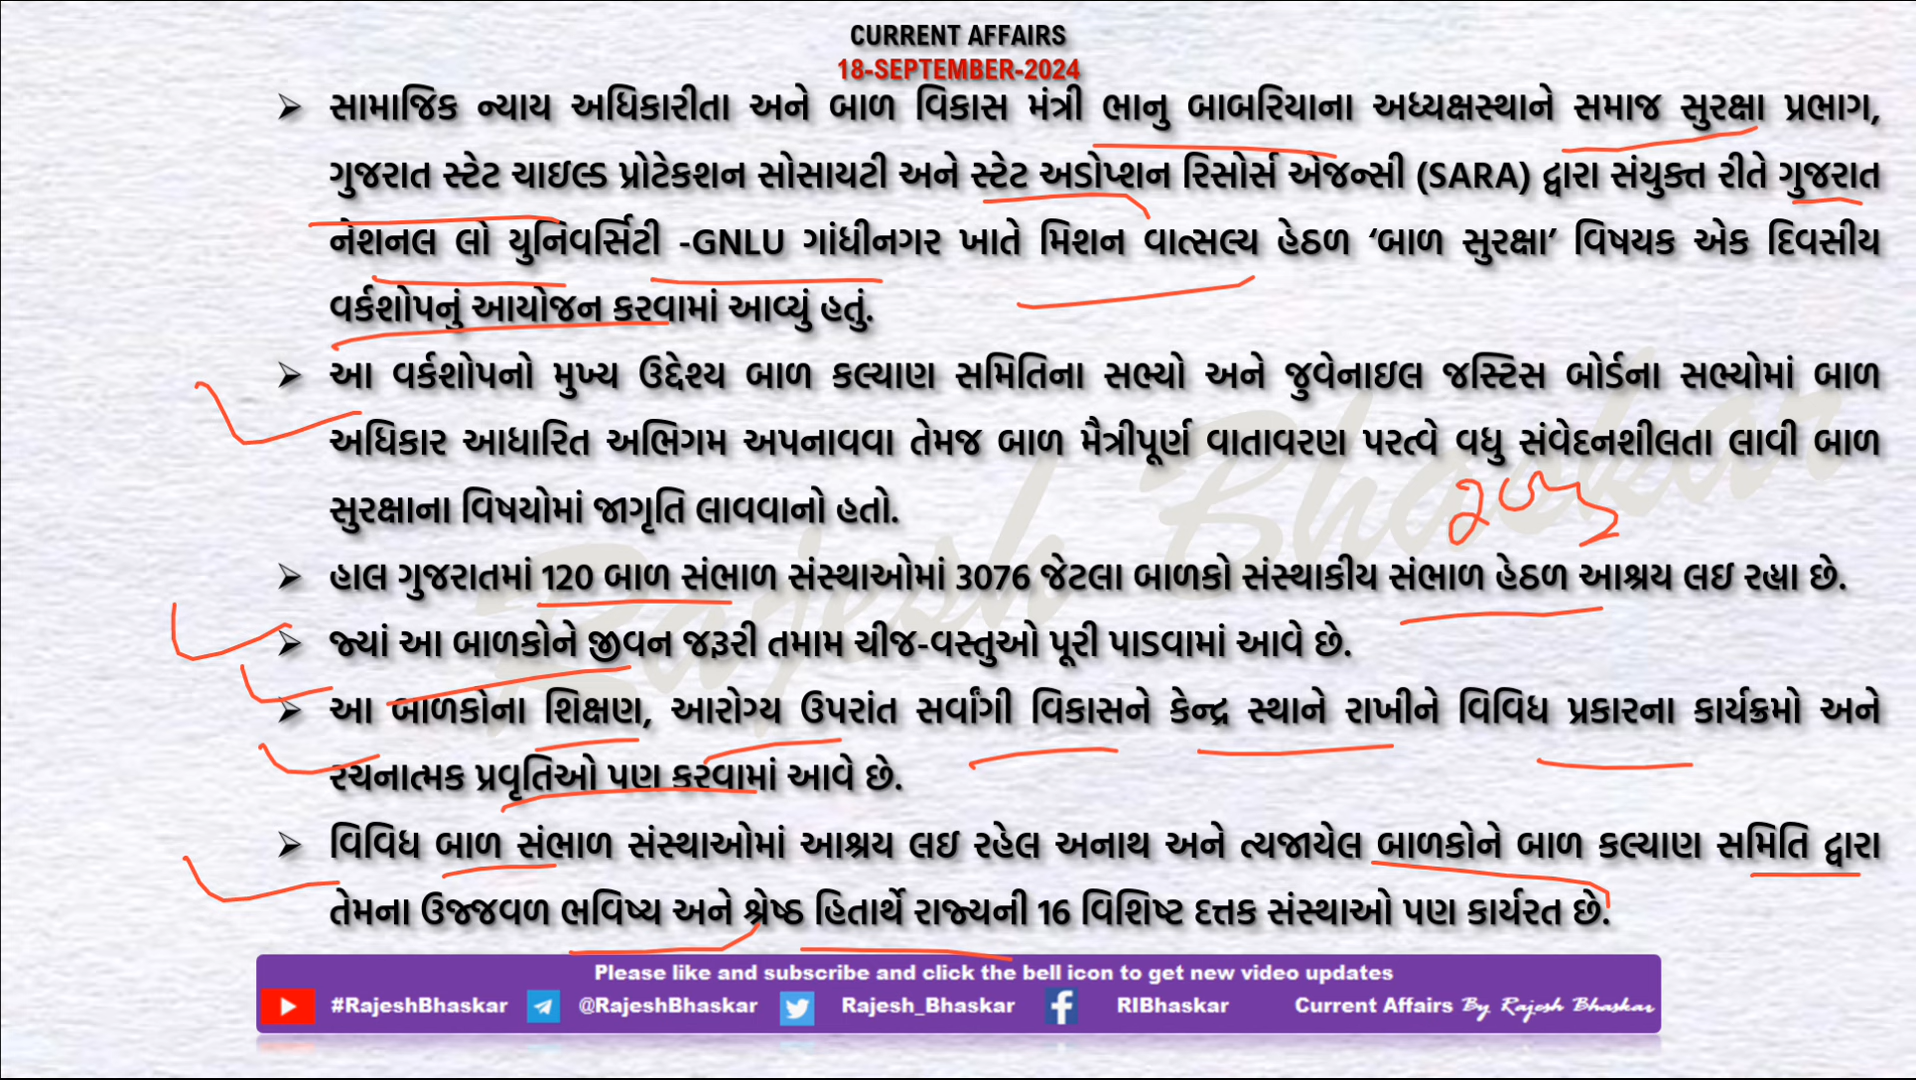 CURRENT AFFAIRS
18-SEPTEMBER-2024
➢ સામાજિક ન્યાય અધિકારીતા અને બાળ વિકાસ મંત્રી ભાનુ બાબરિયાના અધ્યક્ષસ્થાને સમાજ સુરક્ષા પ્રભાગ,
ગુજરાત સ્ટેટ ચાઇલ્ડ પ્રોટેકશન સોસાયટી અને સ્ટેટ અડોપ્શન રિસોર્સ એજન્સી (SARA) દ્વારા સંયુક્ત રીતે ગુજરાત
નેશનલ લો યુનિવર્સિટી -GNLU ગાંધીનગર ખાતે મિશન વાત્સલ્ય હેઠળ ‘બાળ સુરક્ષા’ વિષયક એક દિવસીય
વર્કશોપનું આયોજન કરવામાં આવ્યું હતું.
➢ આ વર્કશોપનો મુખ્ય ઉદ્દેશ્ય બાળ કલ્યાણ સમિતિના સભ્યો અને જુવેનાઇલ જસ્ટિસ બોર્ડના સભ્યોમાં બાળ
અધિકાર આધારિત અભિગમ અપનાવવા તેમજ બાળ મૈત્રીપૂર્ણ વાતાવરણ પરત્વે વધુ સંવેદનશીલતા લાવી બાળ
સુરક્ષાના વિષયોમાં જાગૃતિ લાવવાનો હતો.
➢ હાલ ગુજરાતમાં 120 બાળ સંભાળ સંસ્થાઓમાં 3076 જેટલા બાળકો સંસ્થાકીય સંભાળ હેઠળ આશ્રય લઇ રહ્યા છે.
➢ જ્યાં આ બાળકોને જીવન જરૂરી તમામ ચીજ-વસ્તુઓ પૂરી પાડવામાં આવે છે.
➢ આ બાળકોના શિક્ષણ, આરોગ્ય ઉપરાંત સર્વાંગી વિકાસને કેન્દ્ર સ્થાને રાખીને વિવિધ પ્રકારના કાર્યક્રમો અને
રચનાત્મક પ્રવૃતિઓ પણ કરવામાં આવે છે.
➢ વિવિધ બાળ સંભાળ સંસ્થાઓમાં આશ્રય લઇ રહેલ અનાથ અને ત્યજાયેલ બાળકોને બાળ કલ્યાણ સમિતિ દ્વારા
તેમના ઉજ્જવળ ભવિષ્ય અને શ્રેષ્ઠ હિતાર્થે રાજ્યની 16 વિશિષ્ટ દત્તક સંસ્થાઓ પણ કાર્યરત છે.
Rajesh Bhaskar
Please like and subscribe and click the bell icon to get new video updates
#RajeshBhaskar @RajeshBhaskar Rajesh_Bhaskar RIBhaskar Current Affairs By Rajesh Bhaskar